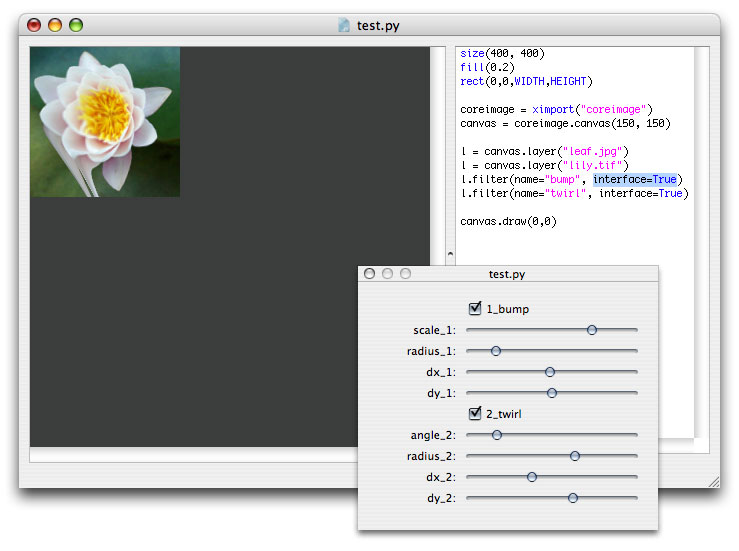 test.py
size(400, 400)
fill(0.2)
rect(0,0,WIDTH,HEIGHT)
coreimage = ximport("coreimage")
canvas = coreimage.canvas(150, 150)
l = canvas.layer("leaf.jpg")
l = canvas.layer("lily.tif")
l.filter(name="bump", interface=True)
l.filter(name="twirl", interface=True)
canvas.draw(0,0)
test.py
1_bump
scale_1:
radius_1:
dx_1:
dy_1:
2_twirl
angle_2:
radius_2:
dx_2:
dy_2: